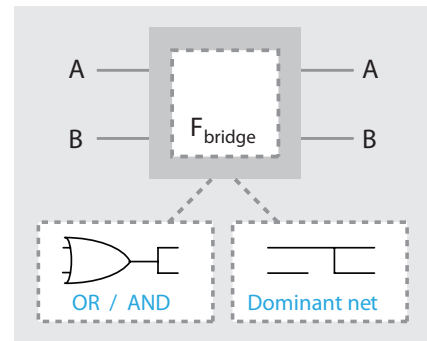 A A
F_bridge
B B
OR / AND
Dominant net